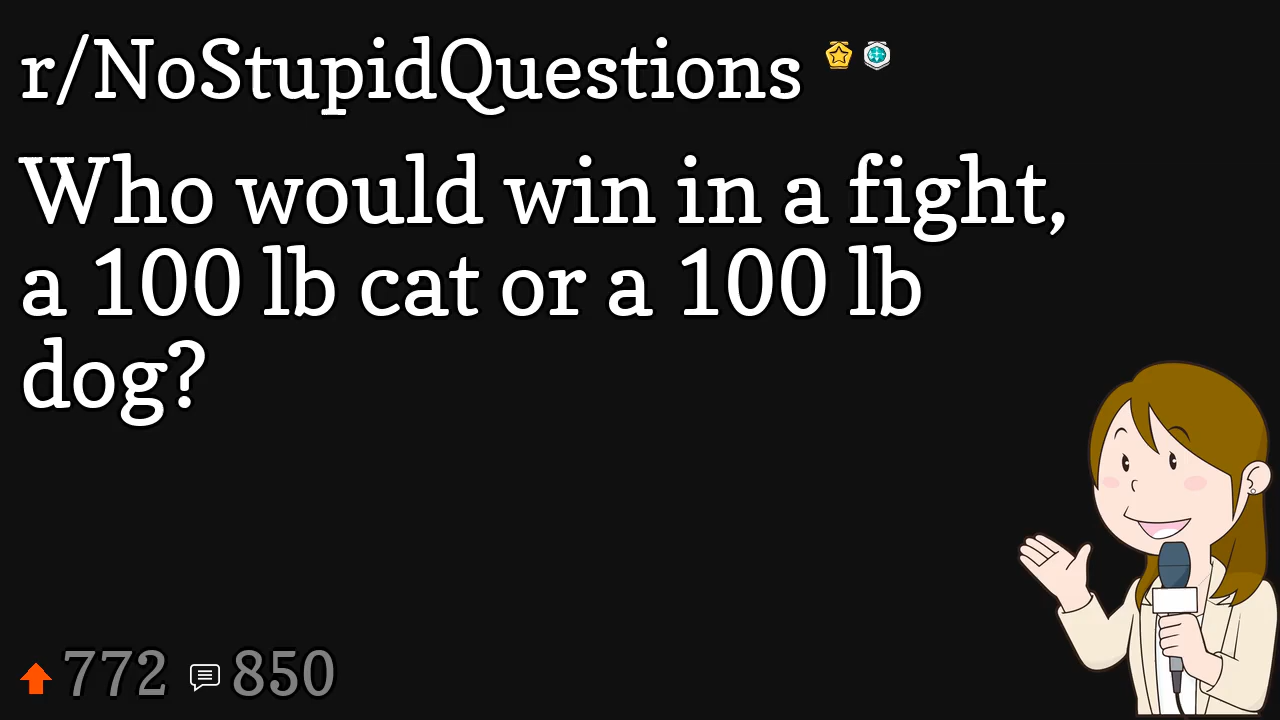 r/NoStupidQuestions
Who would win in a fight,
a 100 lb cat or a 100 lb
dog?
772 850